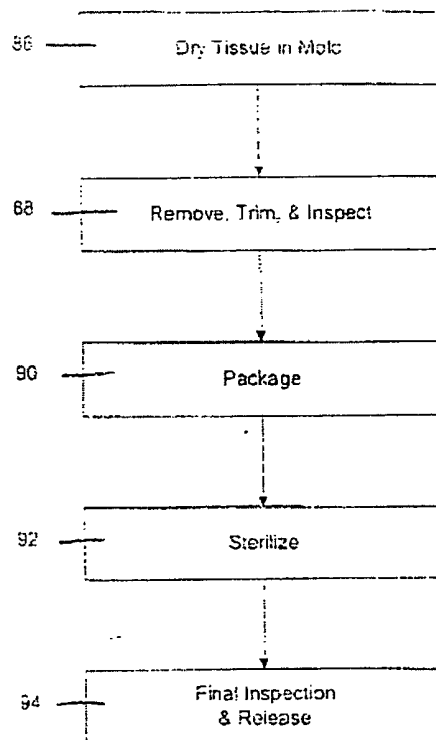 86
Dry Tissue in Mold
88
Remove, Trim, & Inspect
90
Package
92
Sterilize
94
Final Inspection
& Release